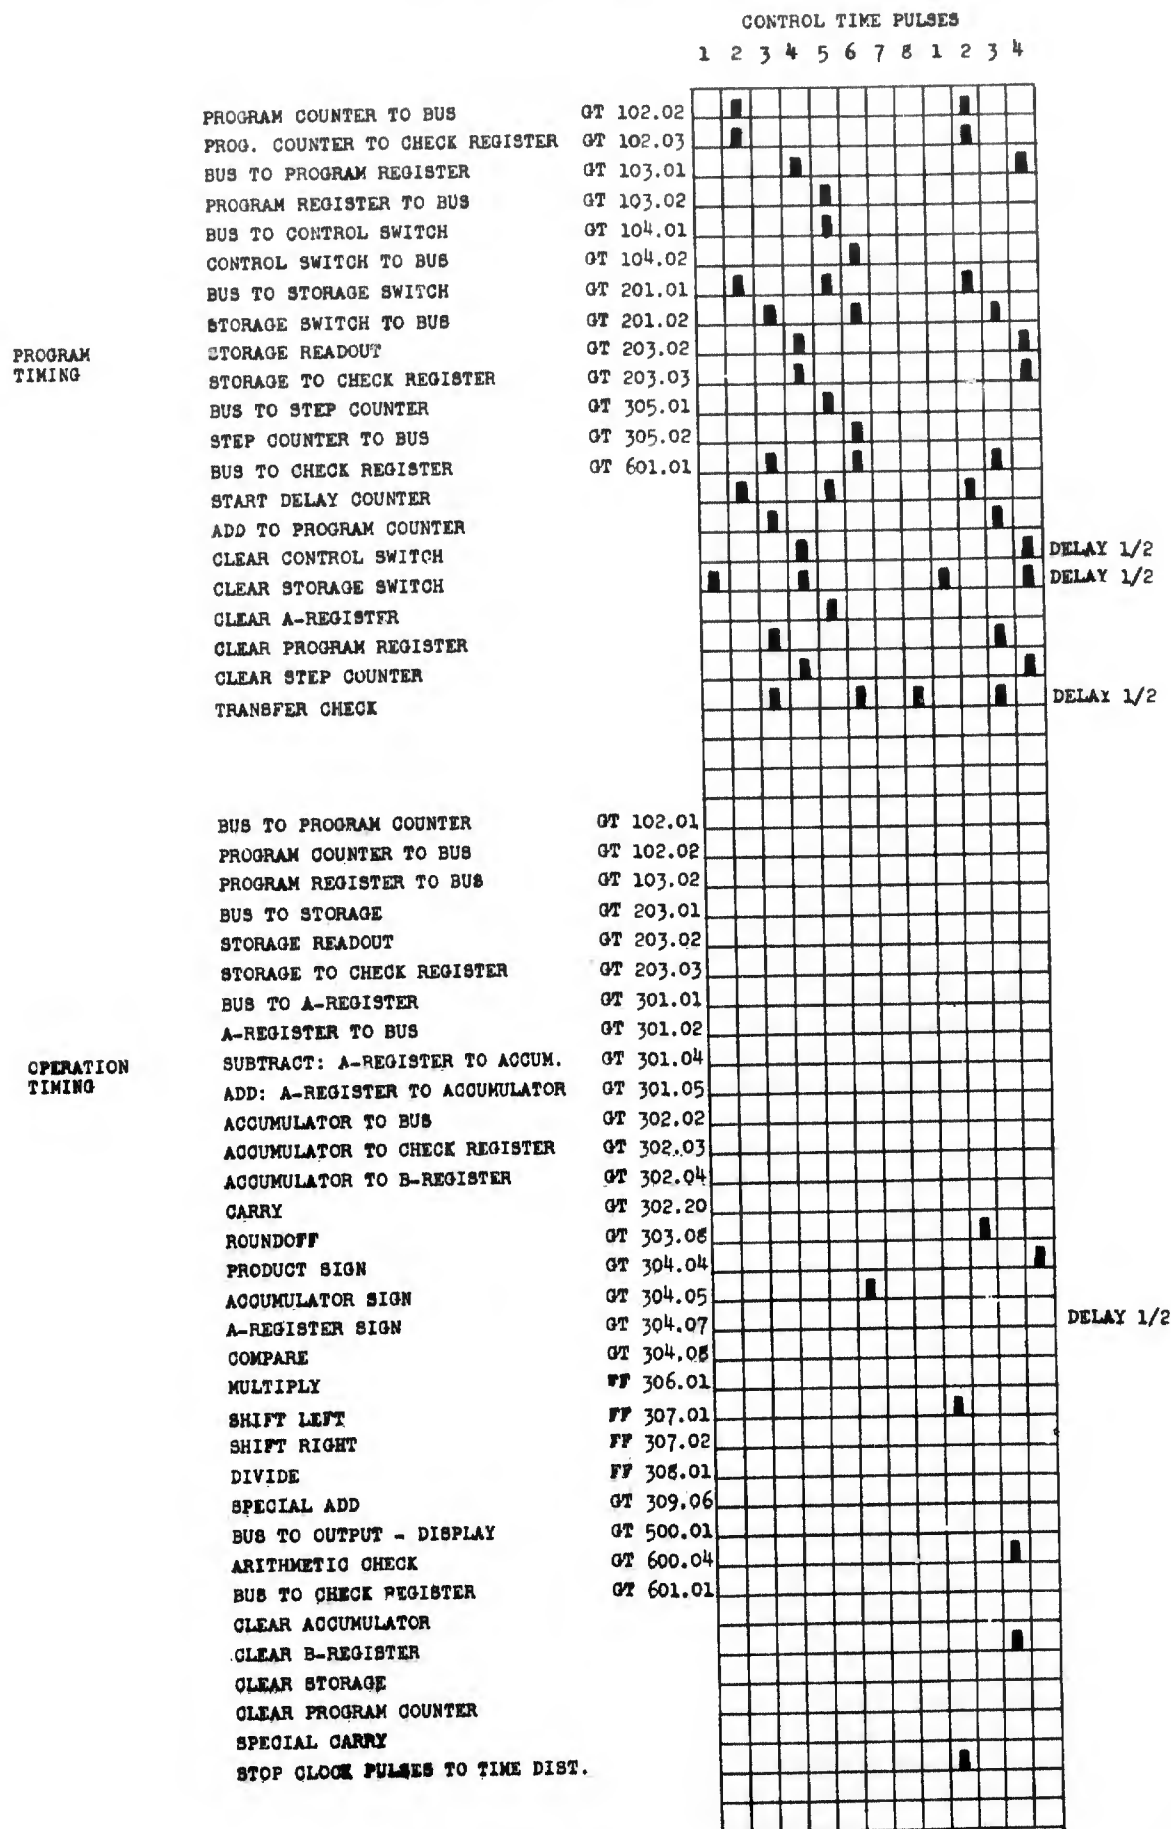 CONTROL TIME PULSES
1 2 3 4 5 6 7 8 1 2 3 4
PROGRAM COUNTER TO BUS GT 102.02
PROG. COUNTER TO CHECK REGISTER GT 102.03
BUS TO PROGRAM REGISTER GT 103.01
PROGRAM REGISTER TO BUS GT 103.02
BUS TO CONTROL SWITCH GT 104.01
CONTROL SWITCH TO BUS GT 104.02
BUS TO STORAGE SWITCH GT 201.01
STORAGE SWITCH TO BUS GT 201.02
PROGRAM TIMING
STORAGE READOUT GT 203.02
STORAGE TO CHECK REGISTER GT 203.03
BUS TO STEP COUNTER GT 305.01
STEP COUNTER TO BUS GT 305.02
BUS TO CHECK REGISTER GT 601.01
START DELAY COUNTER
ADD TO PROGRAM COUNTER
CLEAR CONTROL SWITCH DELAY 1/2
CLEAR STORAGE SWITCH DELAY 1/2
CLEAR A-REGISTER
CLEAR PROGRAM REGISTER
CLEAR STEP COUNTER
TRANSFER CHECK DELAY 1/2
BUS TO PROGRAM COUNTER GT 102.01
PROGRAM COUNTER TO BUS GT 102.02
PROGRAM REGISTER TO BUS GT 103.02
BUS TO STORAGE GT 203.01
STORAGE READOUT GT 203.02
STORAGE TO CHECK REGISTER GT 203.03
BUS TO A-REGISTER GT 301.01
A-REGISTER TO BUS GT 301.02
OPERATION TIMING
SUBTRACT: A-REGISTER TO ACCUM. GT 301.04
ADD: A-REGISTER TO ACCUMULATOR GT 301.05
ACCUMULATOR TO BUS GT 302.02
ACCUMULATOR TO CHECK REGISTER GT 302.03
ACCUMULATOR TO B-REGISTER GT 302.04
CARRY GT 302.20
ROUNDOFF GT 303.08
PRODUCT SIGN GT 304.04
ACCUMULATOR SIGN GT 304.05
A-REGISTER SIGN GT 304.07 DELAY 1/2
COMPARE GT 304.08
MULTIPLY FF 306.01
SHIFT LEFT FF 307.01
SHIFT RIGHT FF 307.02
DIVIDE FF 308.01
SPECIAL ADD GT 309.06
BUS TO OUTPUT - DISPLAY GT 500.01
ARITHMETIC CHECK GT 600.04
BUS TO CHECK REGISTER GT 601.01
CLEAR ACCUMULATOR
CLEAR B-REGISTER
CLEAR STORAGE
CLEAR PROGRAM COUNTER
SPECIAL CARRY
STOP CLOCK PULSES TO TIME DIST.